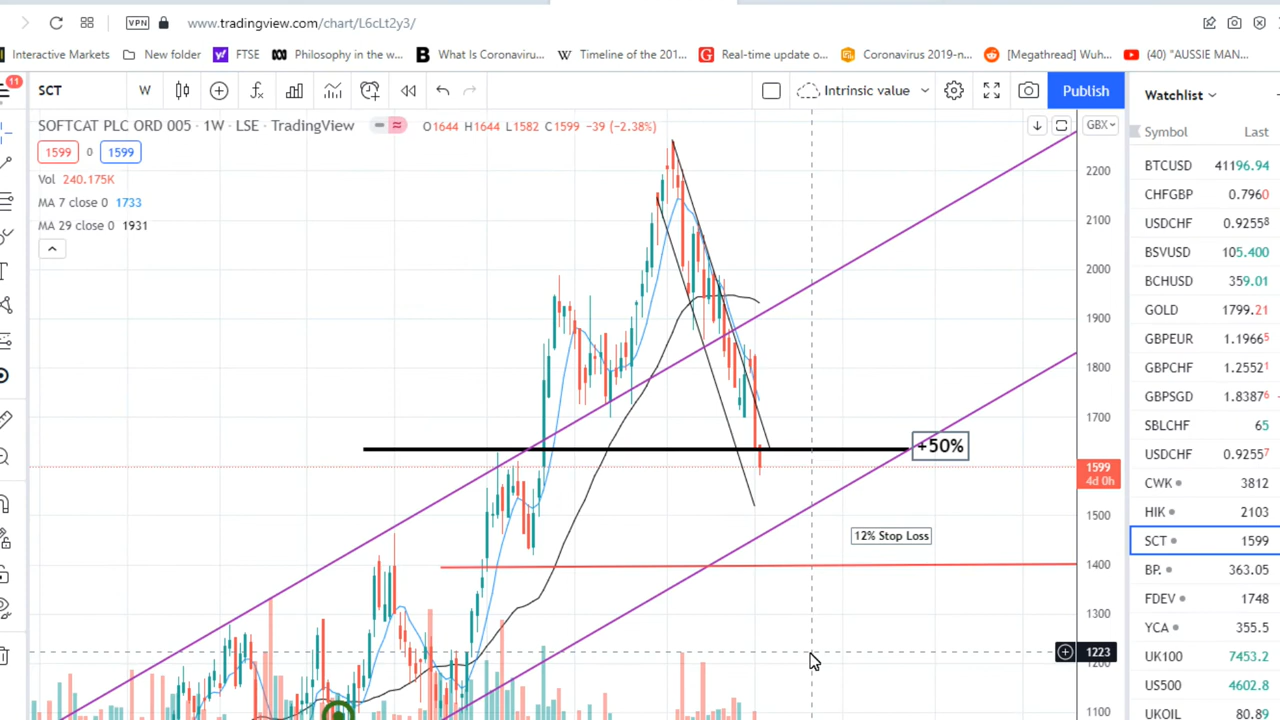 VPN www.tradingview.com/chart/L6cLt2y3/
Interactive Markets New folder FTSE Philosophy in the w... What Is Coronaviru... Timeline of the 201... Real-time update o... Coronavirus 2019-n... [Megathread] Wuh... (40) "AUSSIE MAN...
11
SCT W Intrinsic value Publish
Watchlist
SOFTCAT PLC ORD 005 · 1W · LSE · TradingView O1644 H1644 L1582 C1599 −39 (−2.38%) GBX
Symbol Last
1599 0 1599
Vol 240.175K
MA 7 close 0 1733
MA 29 close 0 1931
2200
2100
2000
1900
1800
1700
1599
4d 0h
1500
1400
1300
1223
1200
1100
+50%
12% Stop Loss
BTCUSD 41196.94
CHFGBP 0.7960
USDCHF 0.92558
BSVUSD 105.400
BCHUSD 359.01
GOLD 1799.21
GBPEUR 1.19665
GBPCHF 1.25521
GBPSGD 1.83876
SBLCHF 65
USDCHF 0.92557
CWK 3812
HIK 2103
SCT 1599
BP. 363.05
FDEV 1748
YCA 355.5
UK100 7453.2
US500 4602.8
UKOIL 80.89